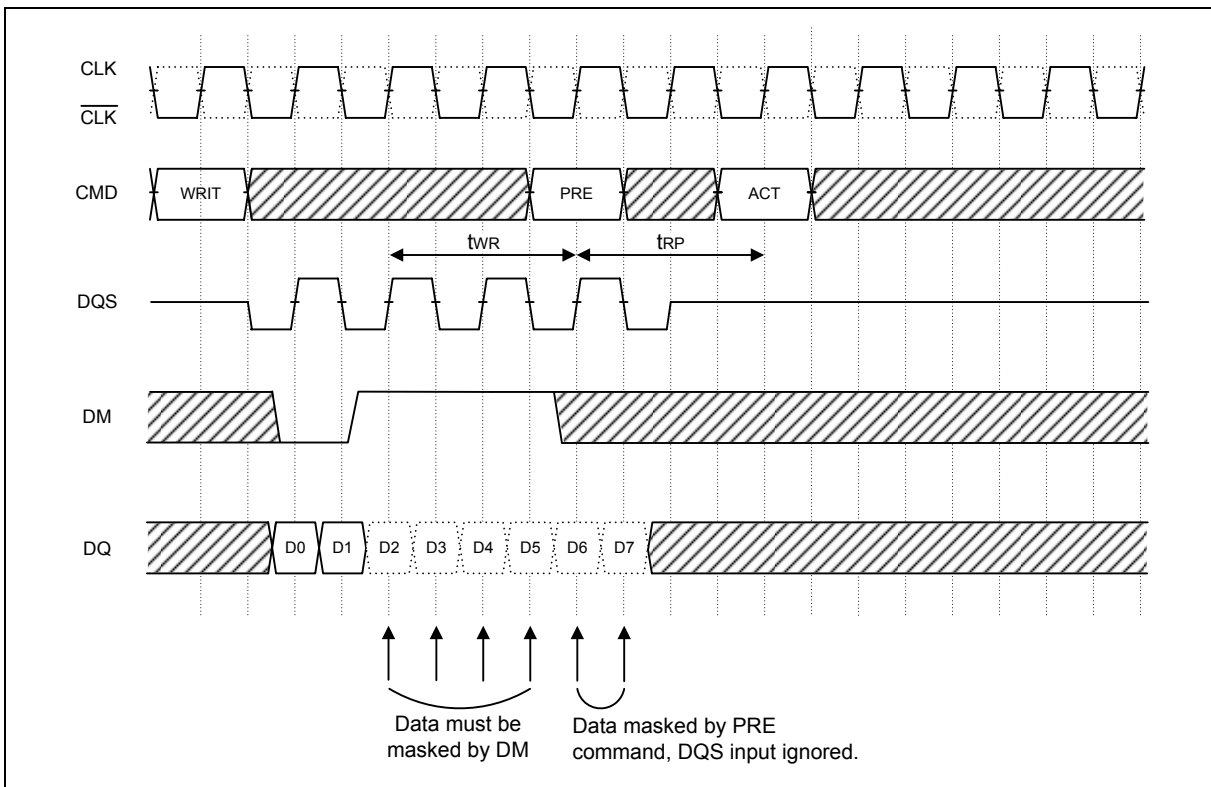 CLK
CLK
CMD
WRIT
PRE
ACT
tWR
tRP
DQS
DM
DQ
D0
D1
D2
D3
D4
D5
D6
D7
Data must be
masked by DM
Data masked by PRE
command, DQS input ignored.